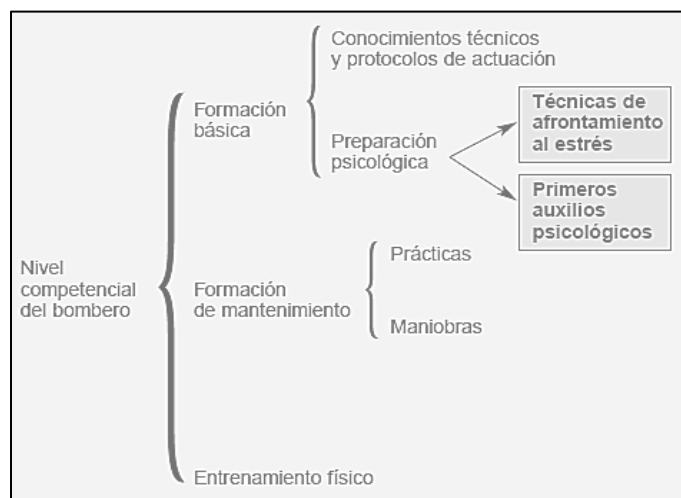 Conocimientos técnicos
y protocolos de actuación
Formación
básica
Técnicas de
afrontamiento
al estrés
Preparación
psicológica
Primeros
auxilios
psicológicos
Prácticas
Nivel
competencial
del bombero
Formación
de mantenimiento
Maniobras
Entrenamiento físico